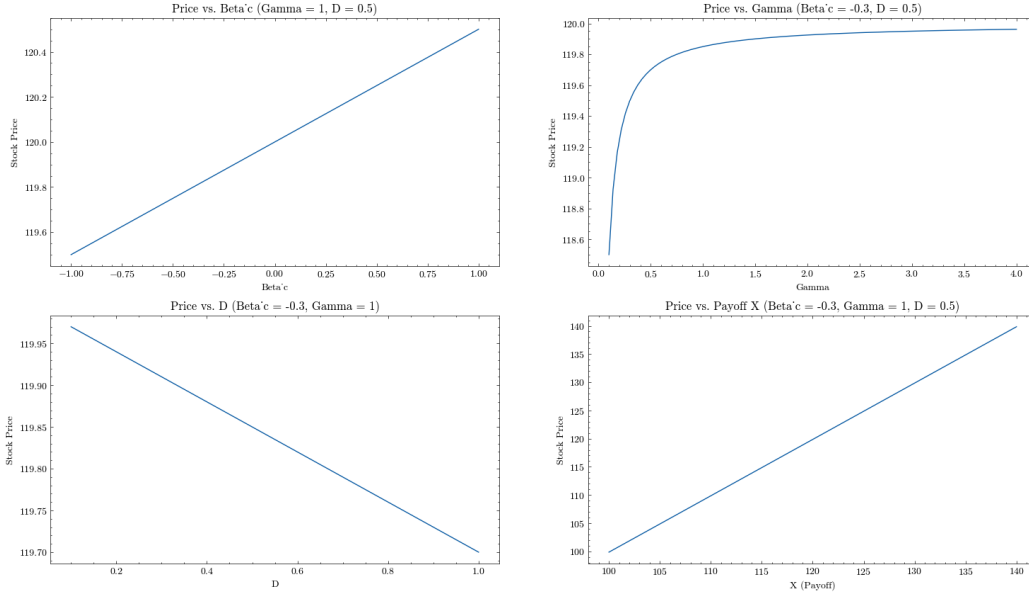 Price vs. Beta˙c (Gamma = 1, D = 0.5)
Stock Price
120.4
120.2
120.0
119.8
119.6
−1.00 −0.75 −0.50 −0.25 0.00 0.25 0.50 0.75 1.00
Beta˙c
Price vs. Gamma (Beta˙c = -0.3, D = 0.5)
Stock Price
120.0
119.8
119.6
119.4
119.2
119.0
118.8
118.6
0.0 0.5 1.0 1.5 2.0 2.5 3.0 3.5 4.0
Gamma
Price vs. D (Beta˙c = -0.3, Gamma = 1)
Stock Price
119.95
119.90
119.85
119.80
119.75
119.70
0.2 0.4 0.6 0.8 1.0
D
Price vs. Payoff X (Beta˙c = -0.3, Gamma = 1, D = 0.5)
Stock Price
140
135
130
125
120
115
110
105
100
100 105 110 115 120 125 130 135 140
X (Payoff)